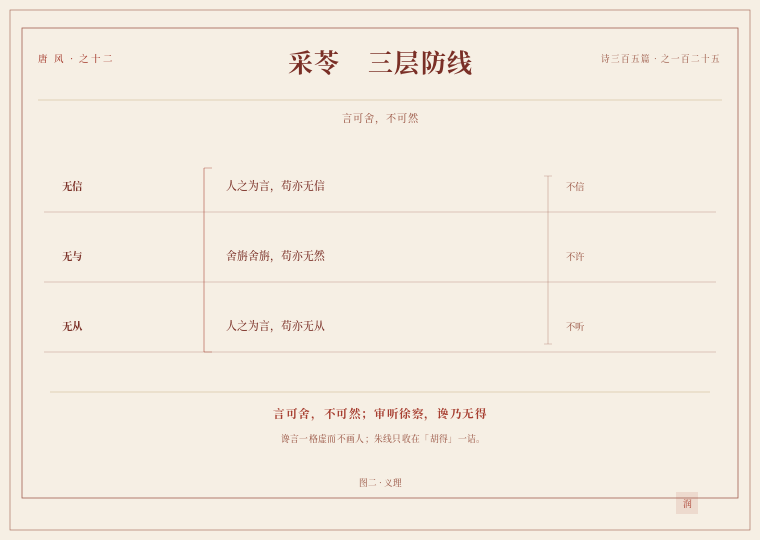 唐 风 · 之十二
采苓 三层防线
诗三百五篇 · 之一百二十五
言可舍，不可然
无信 人之为言，苟亦无信 不信
无与 舍旃舍旃，苟亦无然 不许
无从 人之为言，苟亦无从 不听
言可舍，不可然；审听徐察，谗乃无得
谗言一格虚而不画人；朱线只收在「胡得」一诘。
图二 · 义理
润